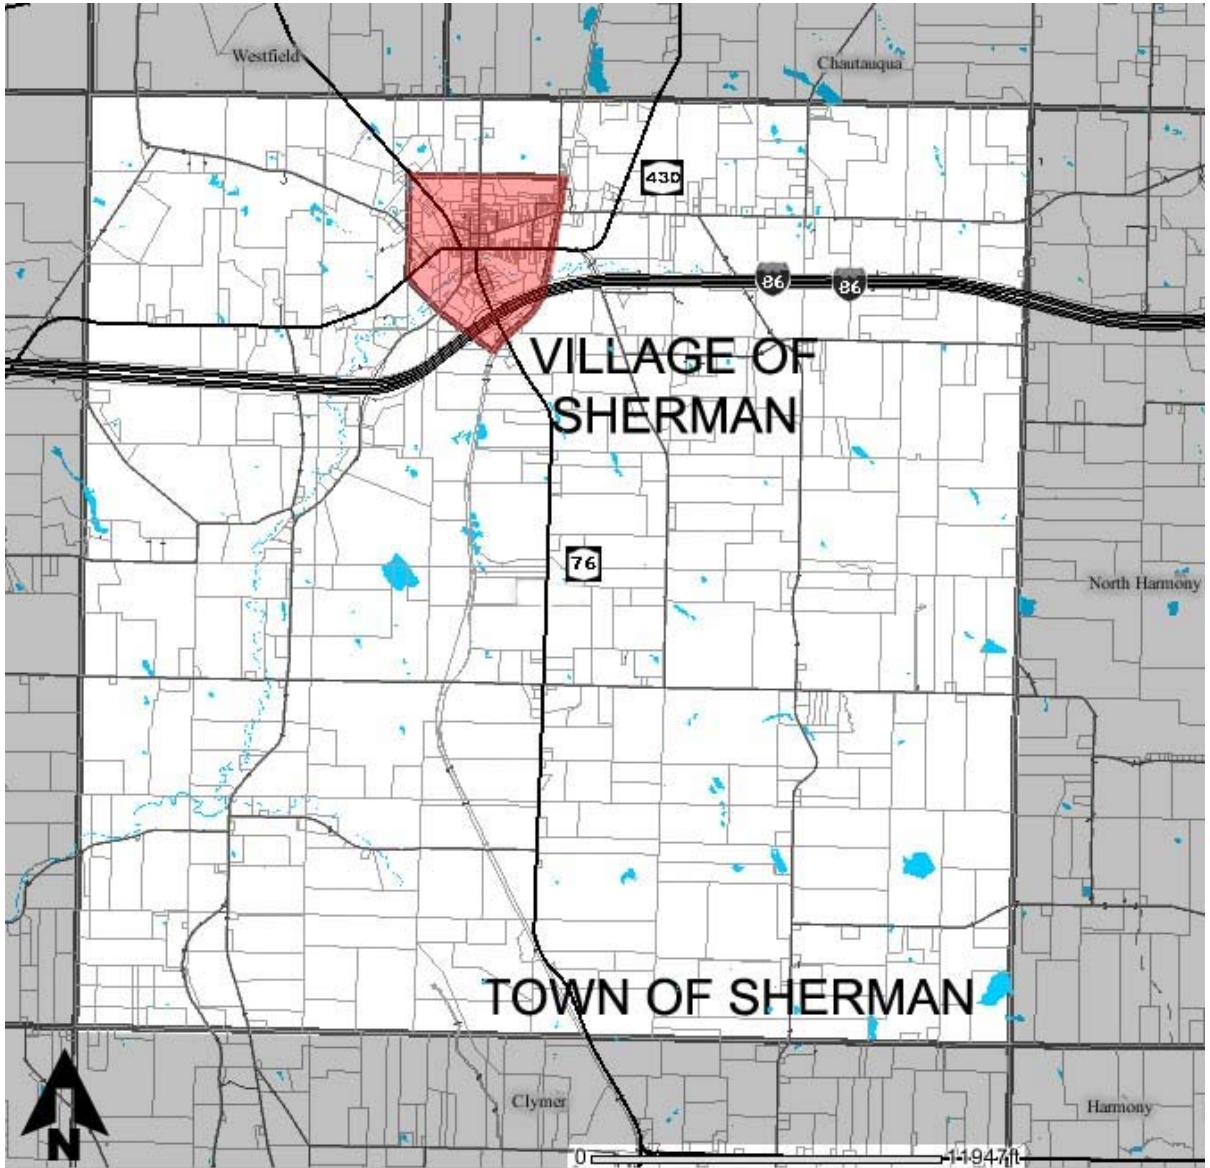 Westfield
Chautauqua
430
86
86
VILLAGE OF
SHERMAN
76
North Harmony
TOWN OF SHERMAN
Clymer
Harmony
N
0
11947ft